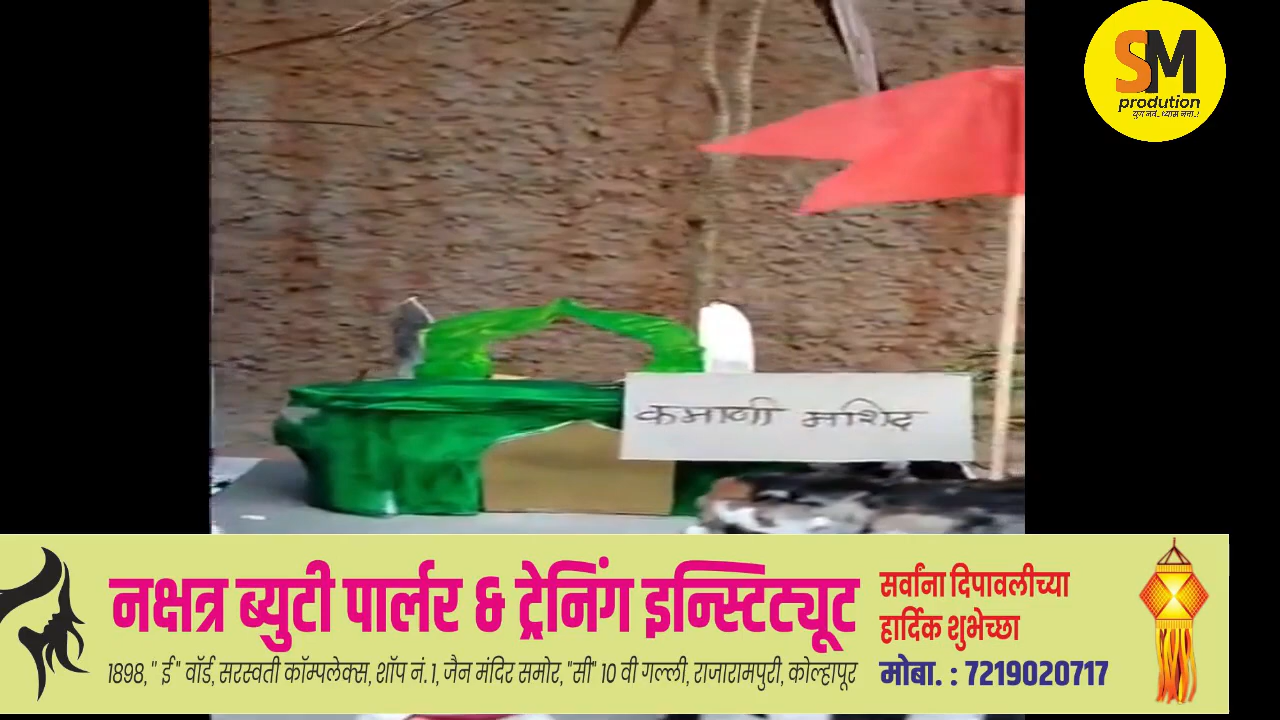 SM
prodution
कमाणी मशिद
नक्षत्र ब्युटी पार्लर & ट्रेनिंग इन्स्टिट्यूट
1898, " ई " वॉर्ड, सरस्वती कॉम्प्लेक्स, शॉप नं. 1, जैन मंदिर समोर, "सी" 10 वी गल्ली, राजारामपुरी, कोल्हापूर
सर्वांना दिपावलीच्या
हार्दिक शुभेच्छा
मोबा. : 7219020717